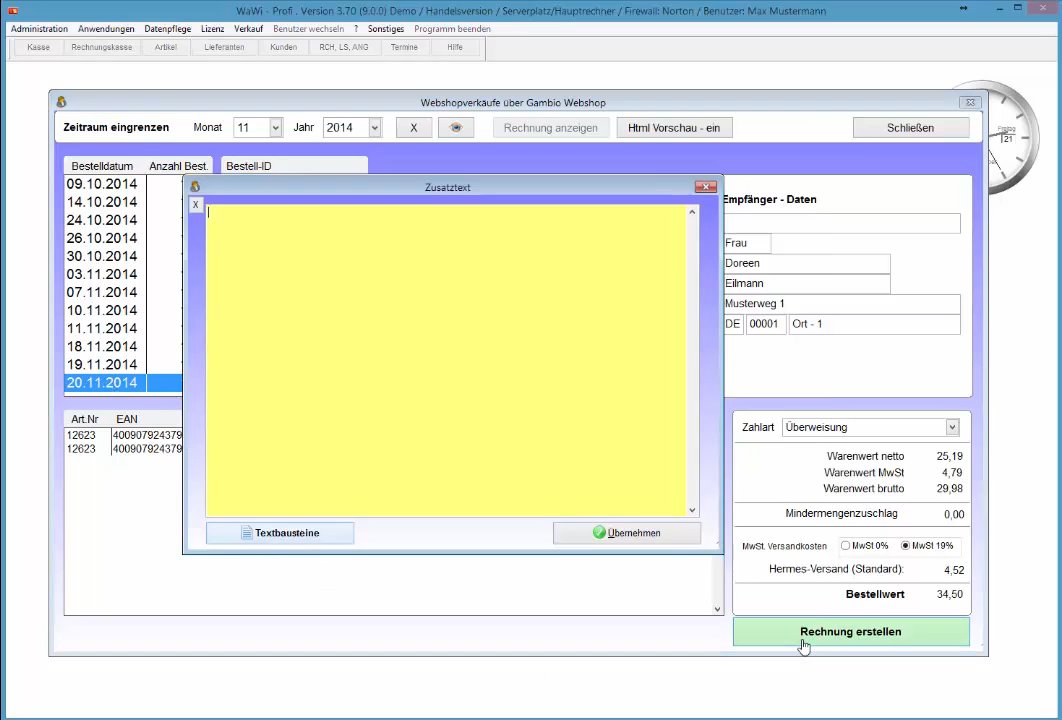 WaWi - Profi . Version 3.70 (9.0.0) Demo / Handelsversion / Serverplatz/Hauptrechner / Firewall: Norton / Benutzer: Max Mustermann
Administration Anwendungen Datenpflege Lizenz Verkauf Benutzer wechseln ? Sonstiges Programm beenden
Kasse Rechnungskasse Artikel Lieferanten Kunden RCH, LS, ANG Termine Hilfe
Webshopverkäufe über Gambio Webshop
Zeitraum eingrenzen Monat 11 Jahr 2014 X Rechnung anzeigen Html Vorschau - ein Schließen
Freitag
21
Bestelldatum Anzahl Best. Bestell-ID
09.10.2014
14.10.2014
24.10.2014
26.10.2014
30.10.2014
03.11.2014
07.11.2014
10.11.2014
11.11.2014
18.11.2014
19.11.2014
20.11.2014
Zusatztext
X
Textbausteine
Übernehmen
Empfänger - Daten
Frau
Doreen
Eilmann
Musterweg 1
DE 00001 Ort - 1
Art.Nr EAN
12623 400907924379
12623 400907924379
Zahlart Überweisung
Warenwert netto 25,19
Warenwert MwSt 4,79
Warenwert brutto 29,98
Mindermengenzuschlag 0,00
MwSt. Versandkosten MwSt 0% MwSt 19%
Hermes-Versand (Standard): 4,52
Bestellwert 34,50
Rechnung erstellen